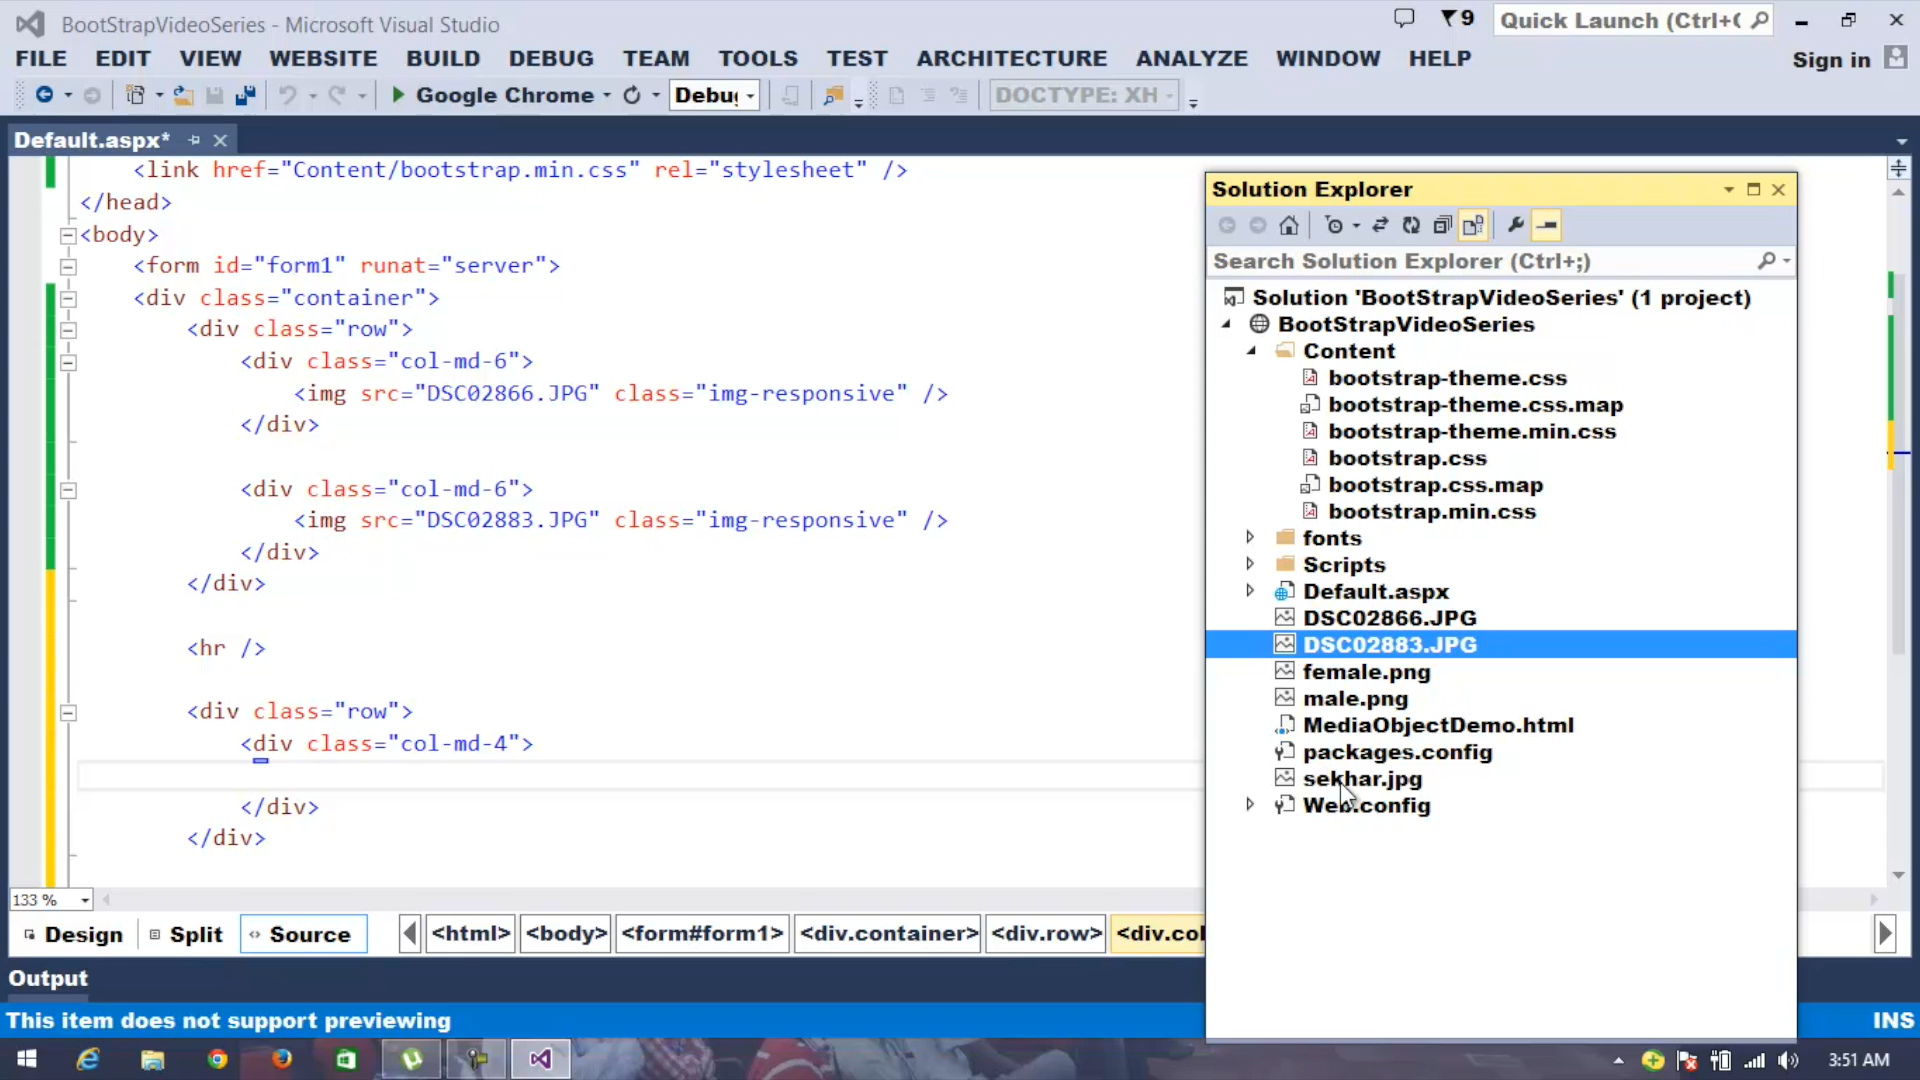 BootStrapVideoSeries - Microsoft Visual Studio
9
Quick Launch (Ctrl+
FILE EDIT VIEW WEBSITE BUILD DEBUG TEAM TOOLS TEST ARCHITECTURE ANALYZE WINDOW HELP
Sign in
Google Chrome
Debug
DOCTYPE: XH
Default.aspx*
<link href="Content/bootstrap.min.css" rel="stylesheet" />
</head>
<body>
<form id="form1" runat="server">
<div class="container">
<div class="row">
<div class="col-md-6">
<img src="DSC02866.JPG" class="img-responsive" />
</div>
<div class="col-md-6">
<img src="DSC02883.JPG" class="img-responsive" />
</div>
</div>
<hr />
<div class="row">
<div class="col-md-4">
</div>
</div>
133 %
Design Split Source
<html> <body> <form#form1> <div.container> <div.row> <div.col
Solution Explorer
Search Solution Explorer (Ctrl+;)
Solution 'BootStrapVideoSeries' (1 project)
BootStrapVideoSeries
Content
bootstrap-theme.css
bootstrap-theme.css.map
bootstrap-theme.min.css
bootstrap.css
bootstrap.css.map
bootstrap.min.css
fonts
Scripts
Default.aspx
DSC02866.JPG
DSC02883.JPG
female.png
male.png
MediaObjectDemo.html
packages.config
sekhar.jpg
Web.config
Output
This item does not support previewing
INS
3:51 AM